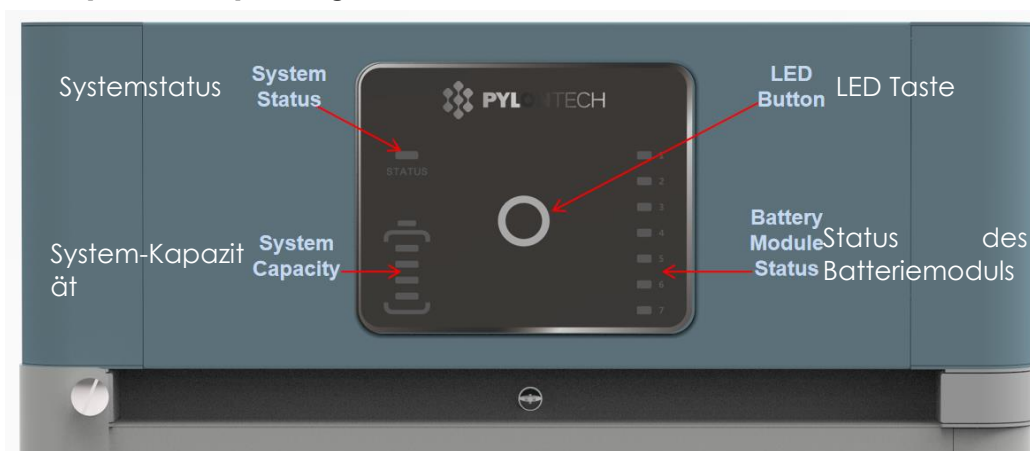 Systemstatus
System
Status
PYLONTECH
LED
Button
LED Taste
STATUS
1
2
3
4
5
6
7
System-Kapazit
ät
System
Capacity
Battery
Module
Status
Status des
Batteriemoduls